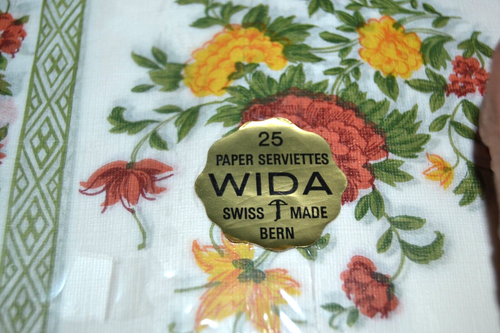 25
PAPER SERVIETTES
WIDA
SWISS MADE
BERN